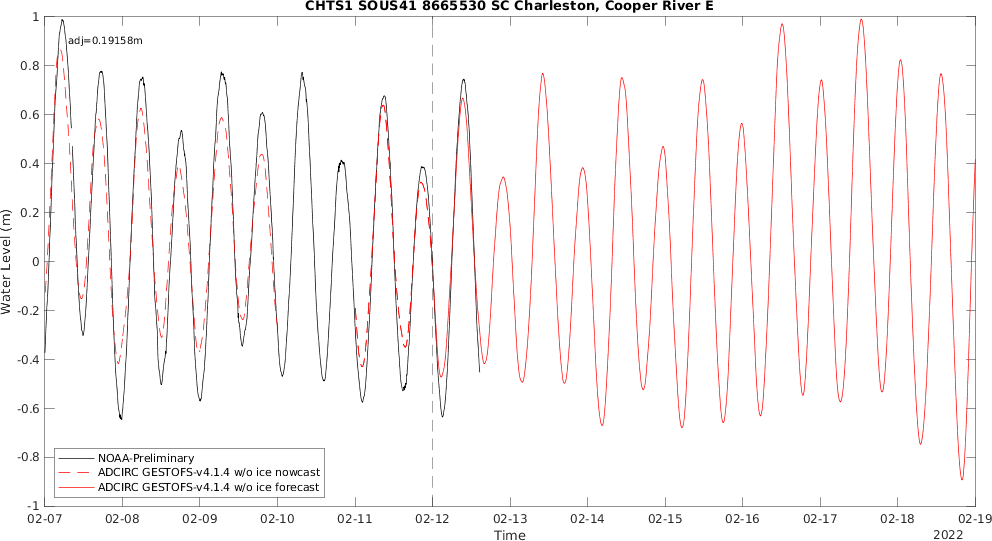 CHTS1 SOUS41 8665530 SC Charleston, Cooper River E
adj=0.19158m
Water Level (m)
1
0.8
0.6
0.4
0.2
0
-0.2
-0.4
-0.6
-0.8
-1
NOAA-Preliminary
ADCIRC GESTOFS-v4.1.4 w/o ice nowcast
ADCIRC GESTOFS-v4.1.4 w/o ice forecast
02-07 02-08 02-09 02-10 02-11 02-12 02-13 02-14 02-15 02-16 02-17 02-18 02-19
Time
2022